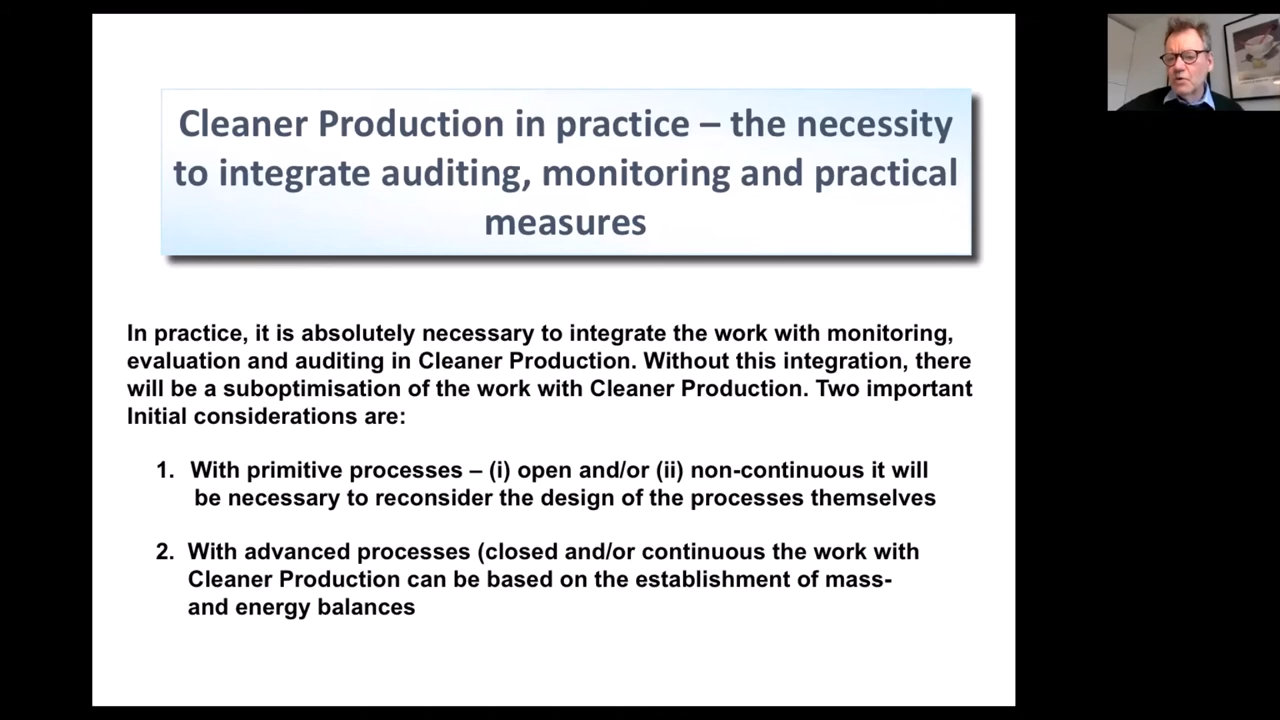 Cleaner Production in practice – the necessity
to integrate auditing, monitoring and practical
measures
In practice, it is absolutely necessary to integrate the work with monitoring,
evaluation and auditing in Cleaner Production. Without this integration, there
will be a suboptimisation of the work with Cleaner Production. Two important
Initial considerations are:
1. With primitive processes – (i) open and/or (ii) non-continuous it will
be necessary to reconsider the design of the processes themselves
2. With advanced processes (closed and/or continuous the work with
Cleaner Production can be based on the establishment of mass-
and energy balances